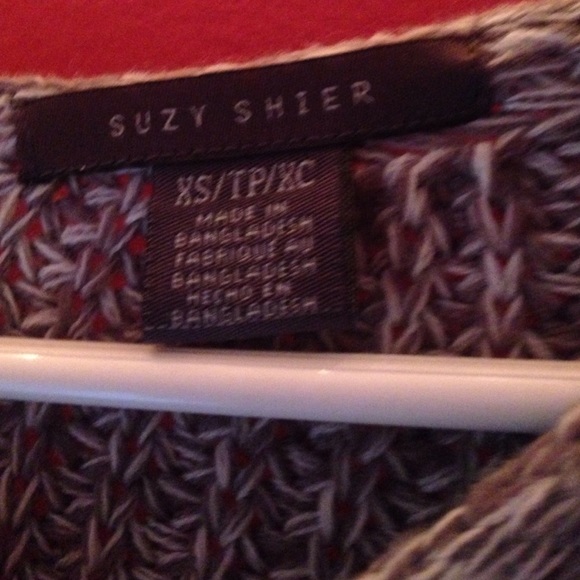 SUZY SHIER
XS/TP/XC
MADE IN
BANGLADESH
FABRIQUE AU
BANGLADESH
HECHO EN
BANGLADESH